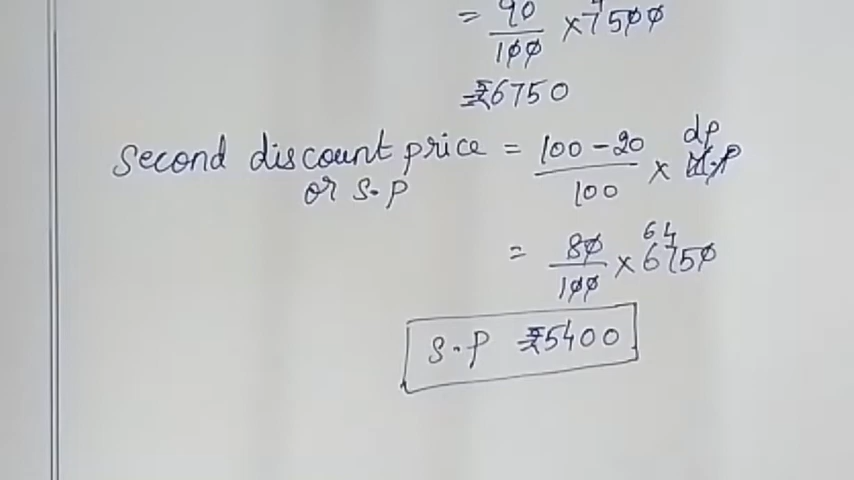 = 90/100 × 7500
= ₹6750
Second discount price = 100-20/100 × dp
or S.P
= 80/100 × 6750
S.P ₹5400